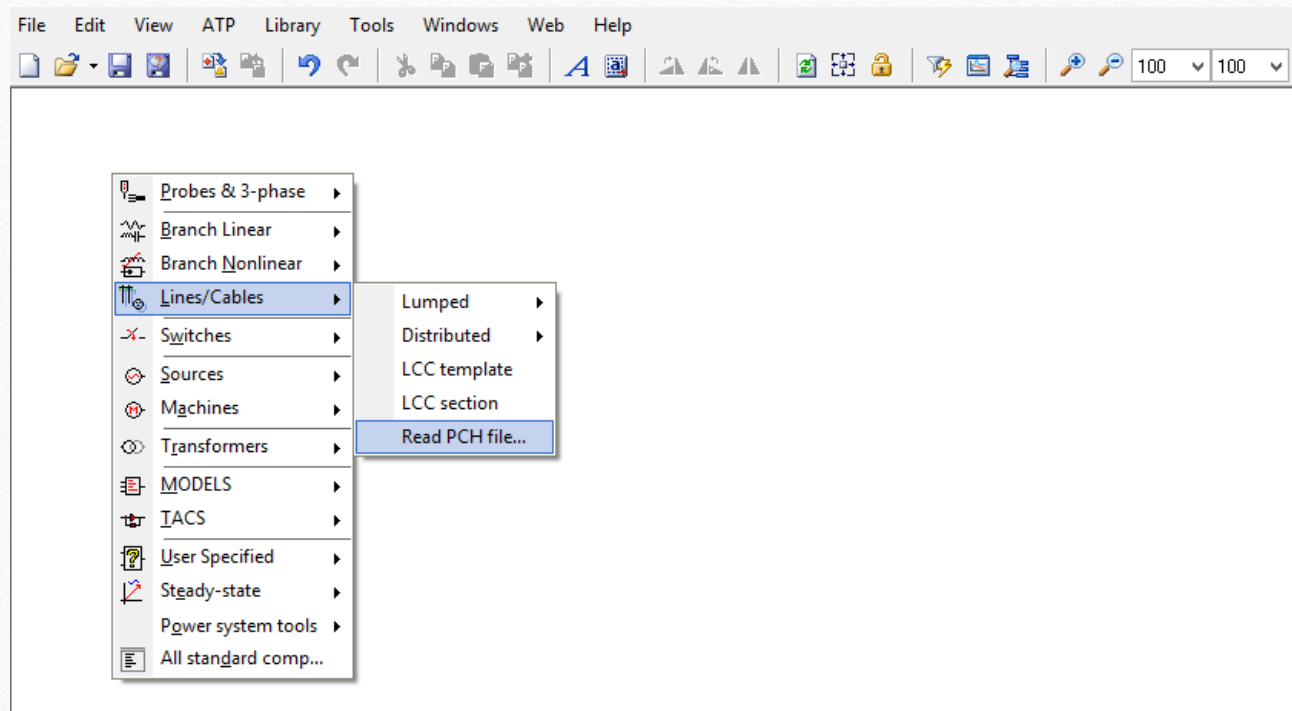 File Edit View ATP Library Tools Windows Web Help
100 100
Probes & 3-phase
Branch Linear
Branch Nonlinear
Lines/Cables
Switches
Sources
Machines
Transformers
MODELS
TACS
User Specified
Steady-state
Power system tools
All standard comp...
Lumped
Distributed
LCC template
LCC section
Read PCH file...